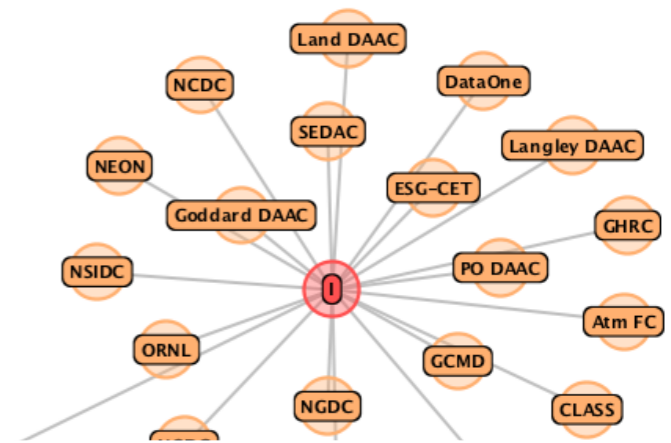 Land DAAC
NCDC
DataOne
SEDAC
Langley DAAC
NEON
ESG-CET
Goddard DAAC
GHRC
NSIDC
PO DAAC
I
Atm FC
ORNL
GCMD
NGDC
CLASS